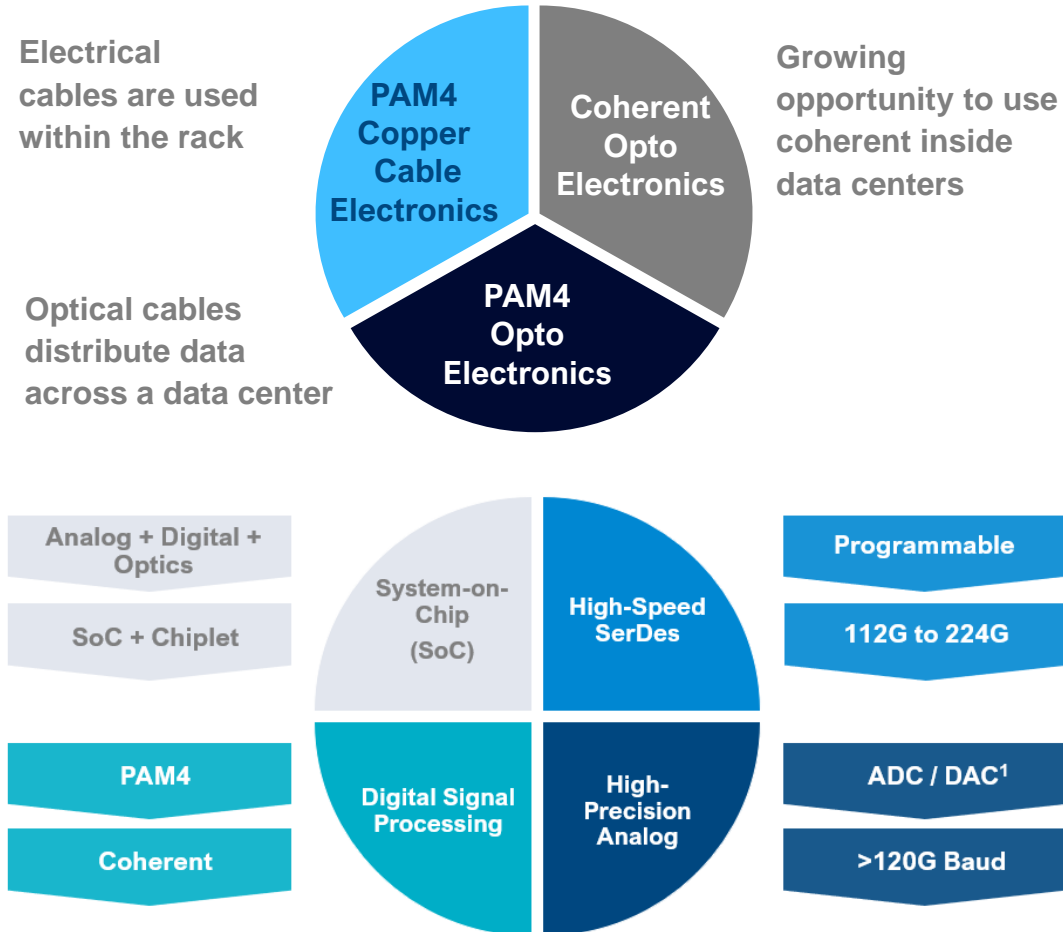 Electrical
cables are used
within the rack
PAM4
Copper
Cable
Electronics
Coherent
Opto
Electronics
Growing
opportunity to use
coherent inside
data centers
Optical cables
distribute data
across a data center
PAM4
Opto
Electronics
Analog + Digital +
Optics
SoC + Chiplet
System-on-
Chip
(SoC)
High-Speed
SerDes
Programmable
112G to 224G
PAM4
Coherent
Digital Signal
Processing
High-
Precision
Analog
ADC / DAC¹
>120G Baud